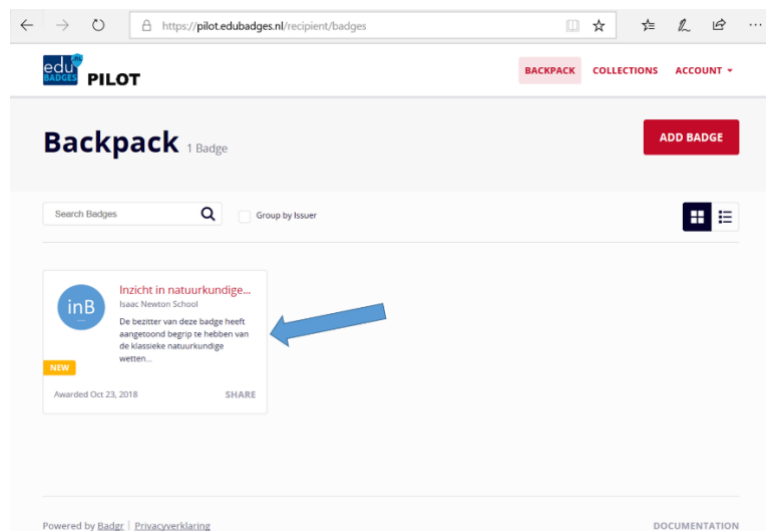 https://pilot.edubadges.nl/recipient/badges
edu
BADGES
PILOT
BACKPACK COLLECTIONS ACCOUNT
Backpack 1 Badge
ADD BADGE
Search Badges
Group by Issuer
inB
Inzicht in natuurkundige...
Isaac Newton School
De bezitter van deze badge heeft
aangetoond begrip te hebben van
de klassieke natuurkundige
wetten...
NEW
Awarded Oct 23, 2018 SHARE
Powered by Badgr | Privacyverklaring
DOCUMENTATION